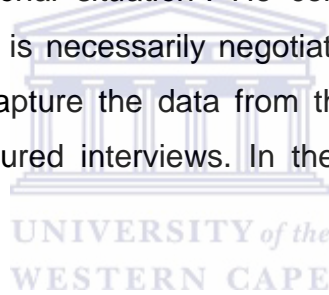 onal situation'. He co
is necessarily negotiat
apture the data from th
ured interviews. In the
UNIVERSITY of the
WESTERN CAPE